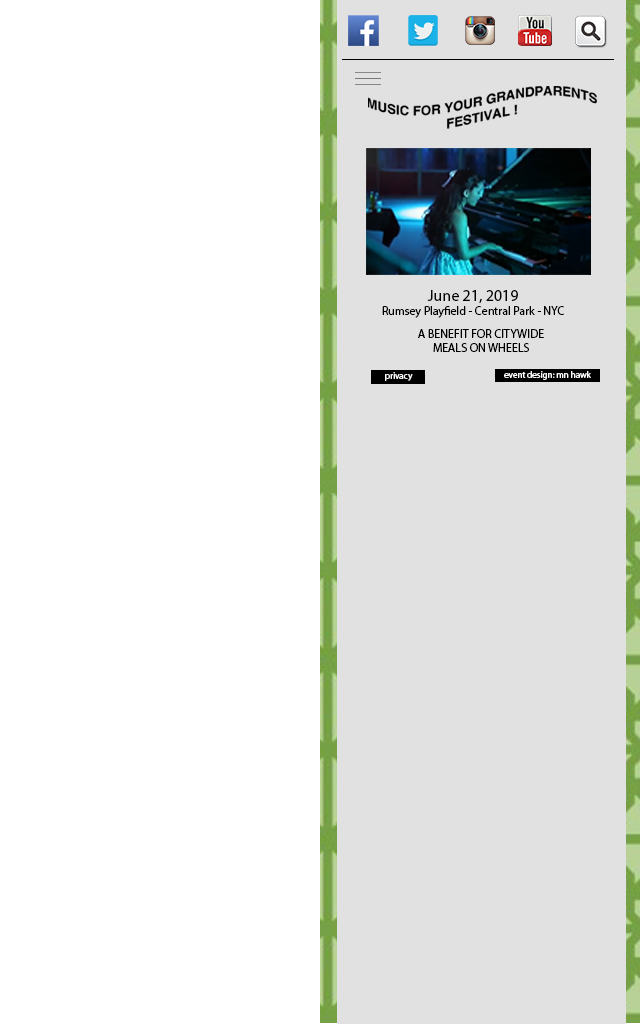 You
Tube
MUSIC FOR YOUR GRANDPARENTS
FESTIVAL !
June 21, 2019
Rumsey Playfield - Central Park - NYC
A BENEFIT FOR CITYWIDE
MEALS ON WHEELS
privacy
event design: mn hawk